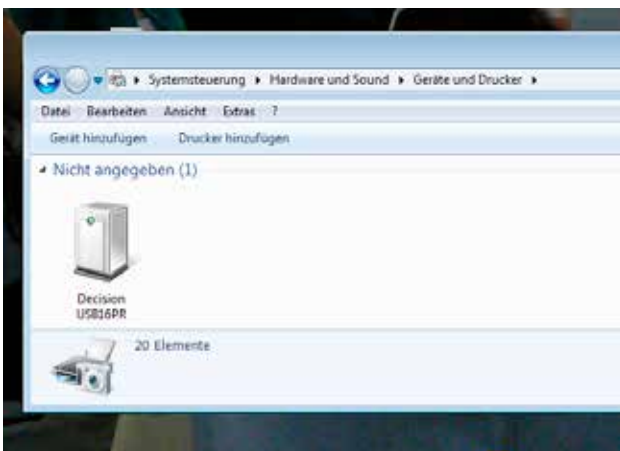 Systemsteuerung Hardware und Sound Geräte und Drucker
Datei Bearbeiten Ansicht Extras ?
Gerät hinzufügen Drucker hinzufügen
Nicht angegeben (1)
Decision
USB16PR
20 Elemente